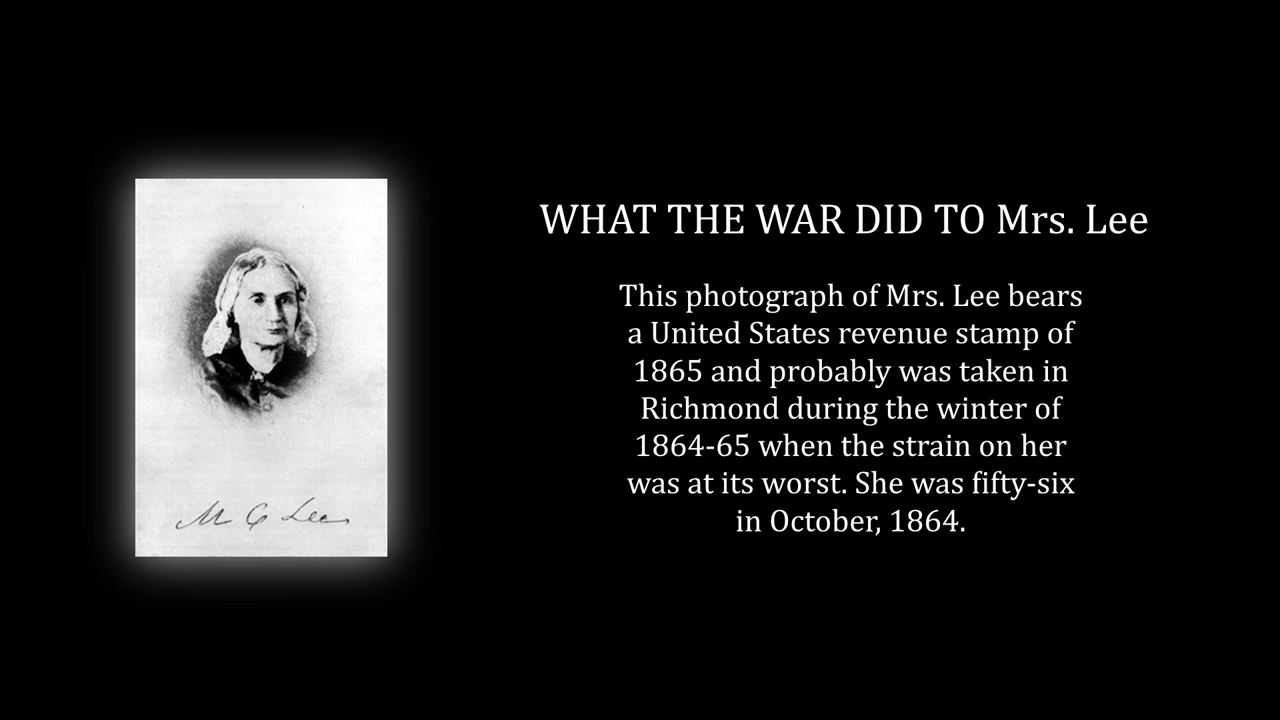 WHAT THE WAR DID TO Mrs. Lee
This photograph of Mrs. Lee bears
a United States revenue stamp of
1865 and probably was taken in
Richmond during the winter of
1864-65 when the strain on her
was at its worst. She was fifty-six
in October, 1864.
M C Lee